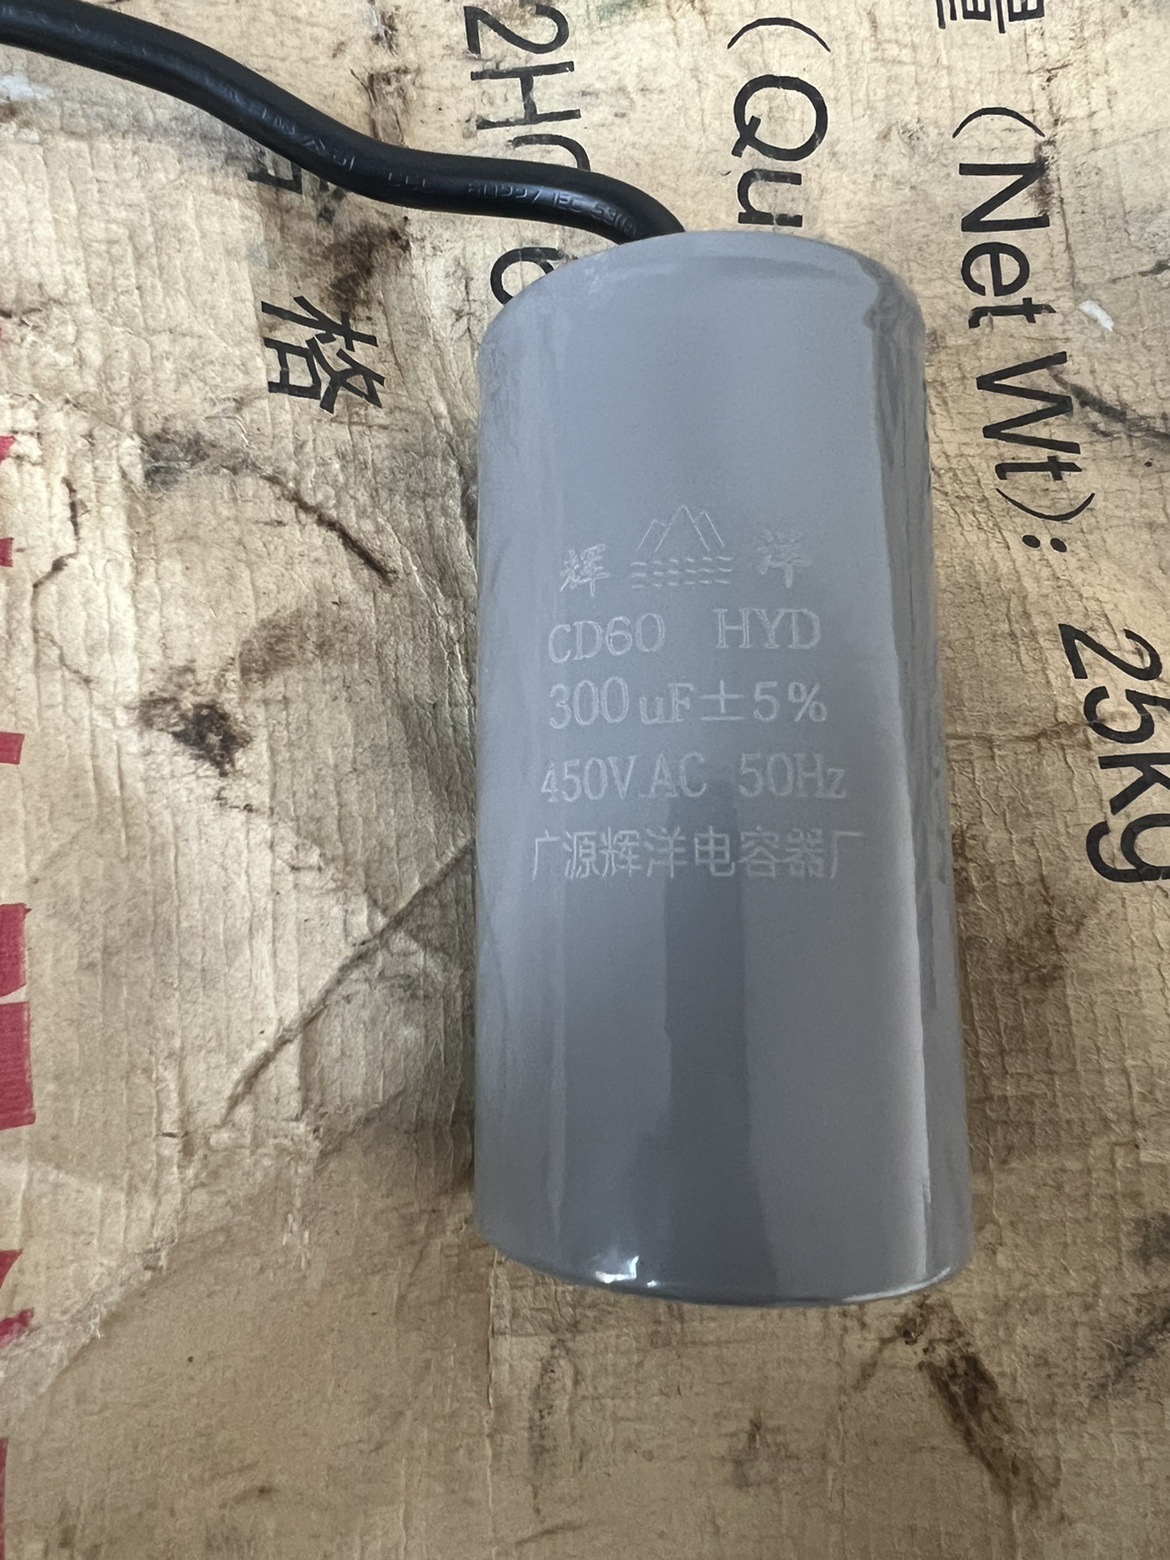 辉 洋
CD60 HYD
300uF±5%
450V.AC 50Hz
广源辉洋电容器厂
格
(Qu
(Net Wt):
25Kg